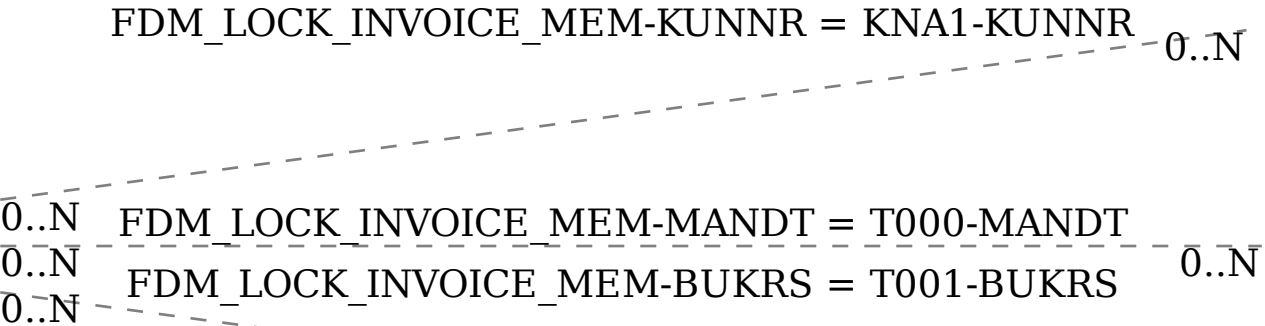 FDM_LOCK_INVOICE_MEM-KUNNR = KNA1-KUNNR
0..N
0..N
FDM_LOCK_INVOICE_MEM-MANDT = T000-MANDT
0..N
0..N
FDM_LOCK_INVOICE_MEM-BUKRS = T001-BUKRS
0..N